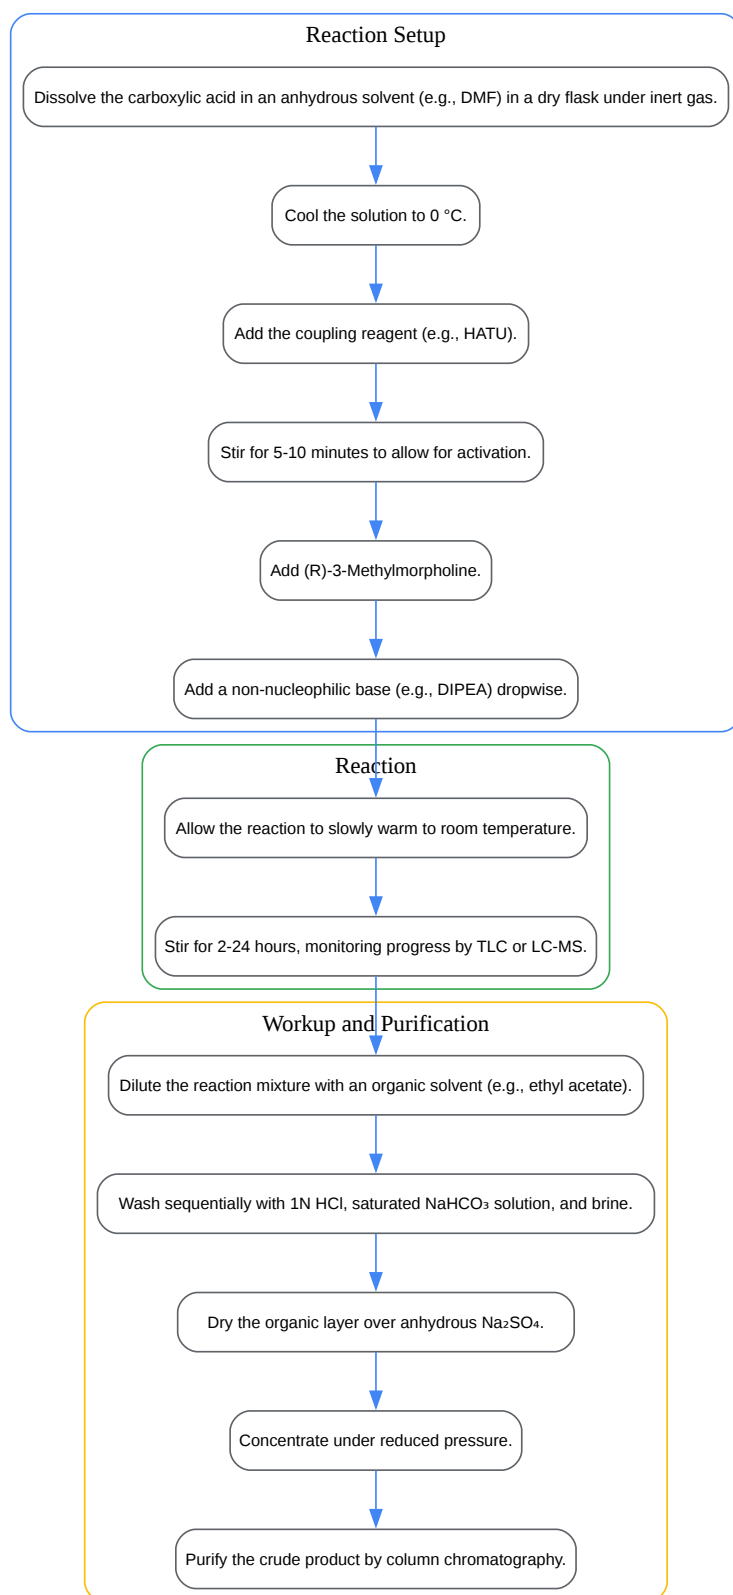 Reaction Setup
Dissolve the carboxylic acid in an anhydrous solvent (e.g., DMF) in a dry flask under inert gas.
Cool the solution to 0 °C.
Add the coupling reagent (e.g., HATU).
Stir for 5-10 minutes to allow for activation.
Add (R)-3-Methylmorpholine.
Add a non-nucleophilic base (e.g., DIPEA) dropwise.
Reaction
Allow the reaction to slowly warm to room temperature.
Stir for 2-24 hours, monitoring progress by TLC or LC-MS.
Workup and Purification
Dilute the reaction mixture with an organic solvent (e.g., ethyl acetate).
Wash sequentially with 1N HCl, saturated NaHCO₃ solution, and brine.
Dry the organic layer over anhydrous Na₂SO₄.
Concentrate under reduced pressure.
Purify the crude product by column chromatography.